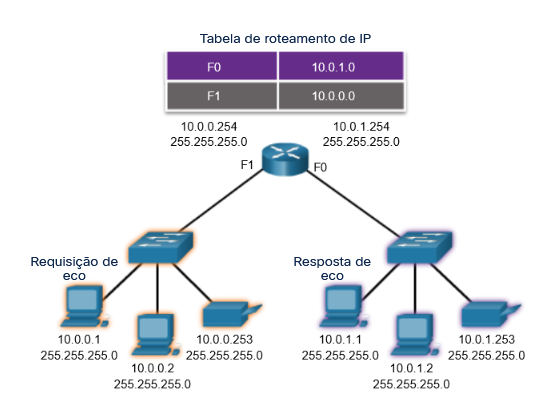 Tabela de roteamento de IP
F0 10.0.1.0
F1 10.0.0.0
10.0.0.254 10.0.1.254
255.255.255.0 255.255.255.0
F1 F0
Requisição de
eco
Resposta de
eco
10.0.0.1
255.255.255.0
10.0.0.2
255.255.255.0
10.0.0.253
255.255.255.0
10.0.1.1
255.255.255.0
10.0.1.2
255.255.255.0
10.0.1.253
255.255.255.0